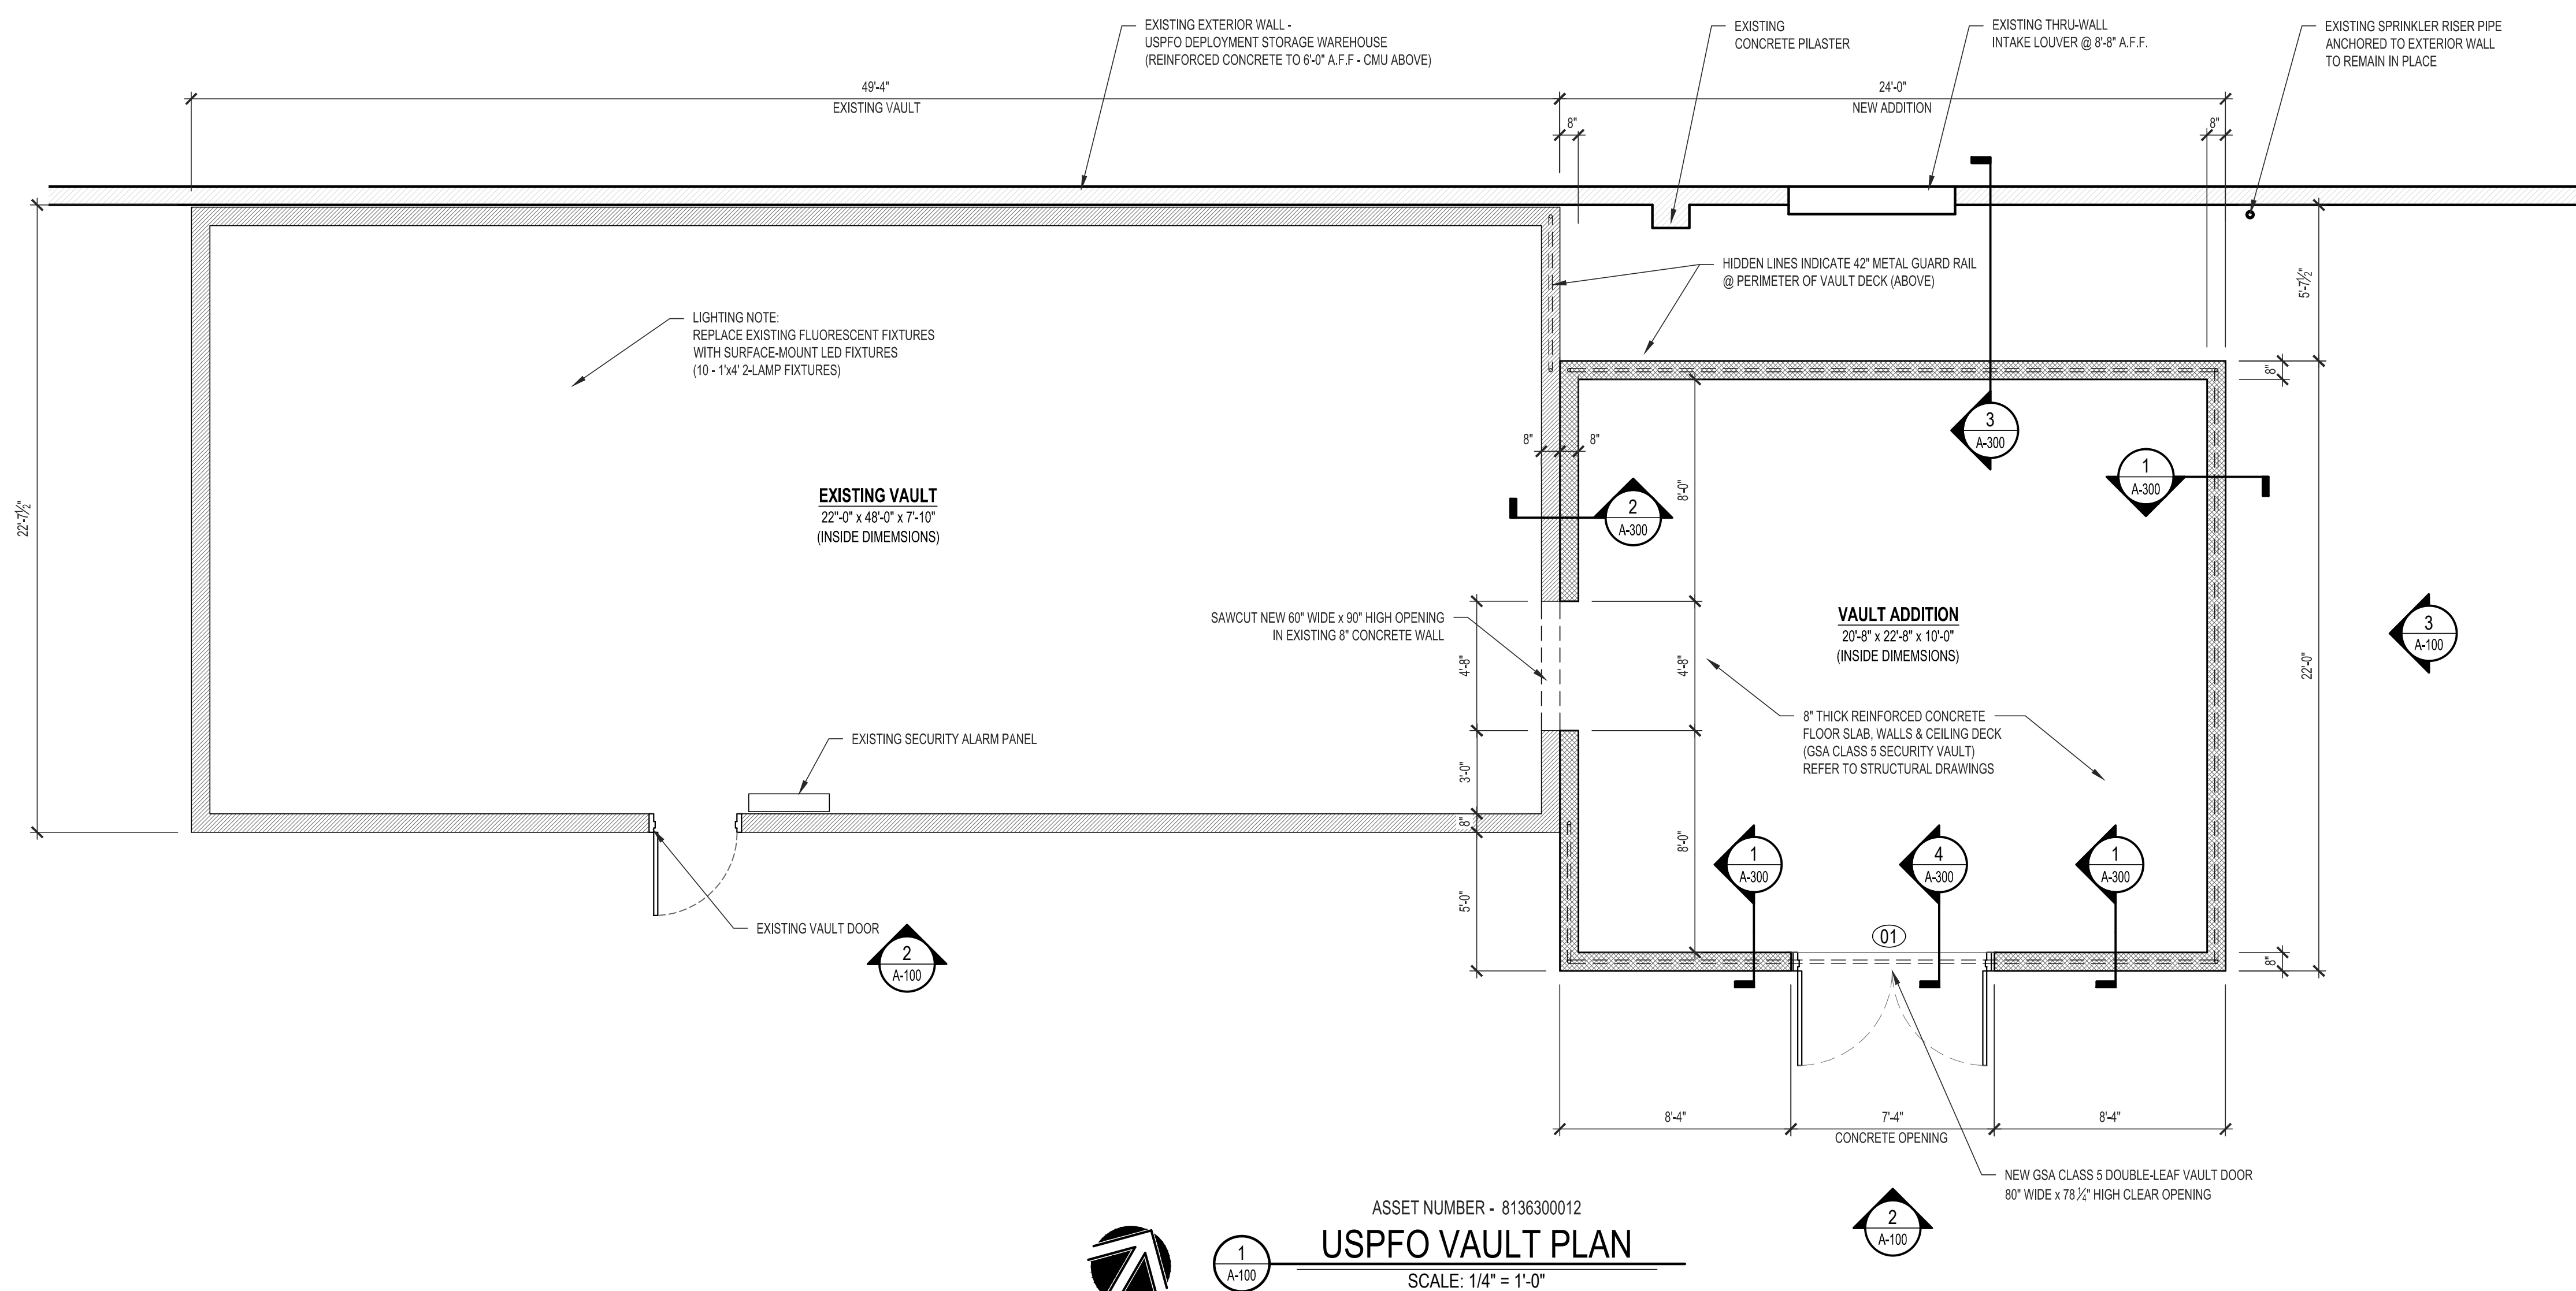 EXISTING EXTERIOR WALL -
USPFO DEPLOYMENT STORAGE WAREHOUSE
(REINFORCED CONCRETE TO 6'-0" A.F.F - CMU ABOVE)
EXISTING
CONCRETE PILASTER
EXISTING THRU-WALL
INTAKE LOUVER @ 8'-8" A.F.F.
EXISTING SPRINKLER RISER PIPE
ANCHORED TO EXTERIOR WALL
TO REMAIN IN PLACE
49'-4"
EXISTING VAULT
24'-0"
NEW ADDITION
8"
8"
HIDDEN LINES INDICATE 42" METAL GUARD RAIL
@ PERIMETER OF VAULT DECK (ABOVE)
5'-7½"
LIGHTING NOTE:
REPLACE EXISTING FLUORESCENT FIXTURES
WITH SURFACE-MOUNT LED FIXTURES
(10 - 1'x4' 2-LAMP FIXTURES)
8"
3
A-300
8"
8"
1
A-300
8'-0"
EXISTING VAULT
22"-0" x 48'-0" x 7'-10"
(INSIDE DIMEMSIONS)
22'-7½"
2
A-300
SAWCUT NEW 60" WIDE x 90" HIGH OPENING
IN EXISTING 8" CONCRETE WALL
VAULT ADDITION
20'-8" x 22'-8" x 10'-0"
(INSIDE DIMEMSIONS)
3
A-100
4'-8"
4'-8"
22'-0"
8" THICK REINFORCED CONCRETE
FLOOR SLAB, WALLS & CEILING DECK
(GSA CLASS 5 SECURITY VAULT)
REFER TO STRUCTURAL DRAWINGS
EXISTING SECURITY ALARM PANEL
3'-0"
8"
8'-0"
1
A-300
4
A-300
1
A-300
5'-0"
EXISTING VAULT DOOR
2
A-100
01
8"
8'-4"
7'-4"
8'-4"
CONCRETE OPENING
NEW GSA CLASS 5 DOUBLE-LEAF VAULT DOOR
80" WIDE x 78 ¼" HIGH CLEAR OPENING
2
A-100
ASSET NUMBER - 8136300012
1
A-100
USPFO VAULT PLAN
SCALE: 1/4" = 1'-0"